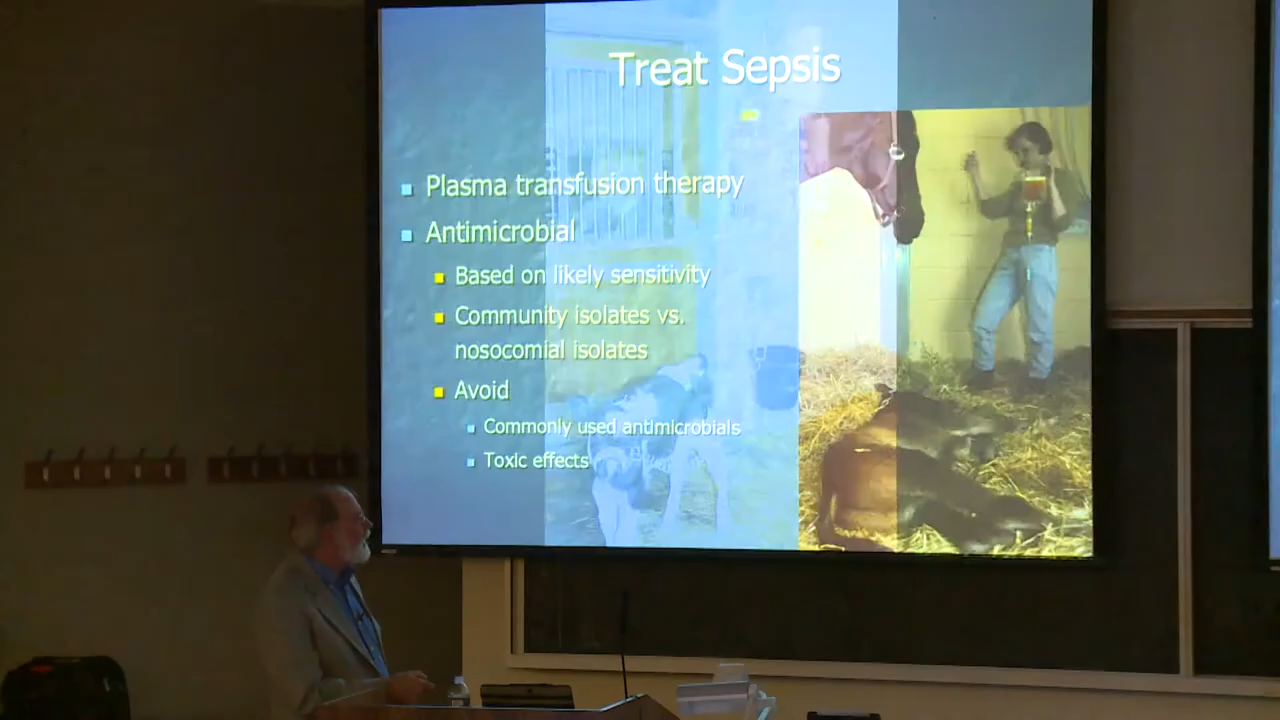 Treat Sepsis
Plasma transfusion therapy
Antimicrobial
Based on likely sensitivity
Community isolates vs.
nosocomial isolates
Avoid
Commonly used antimicrobials
Toxic effects